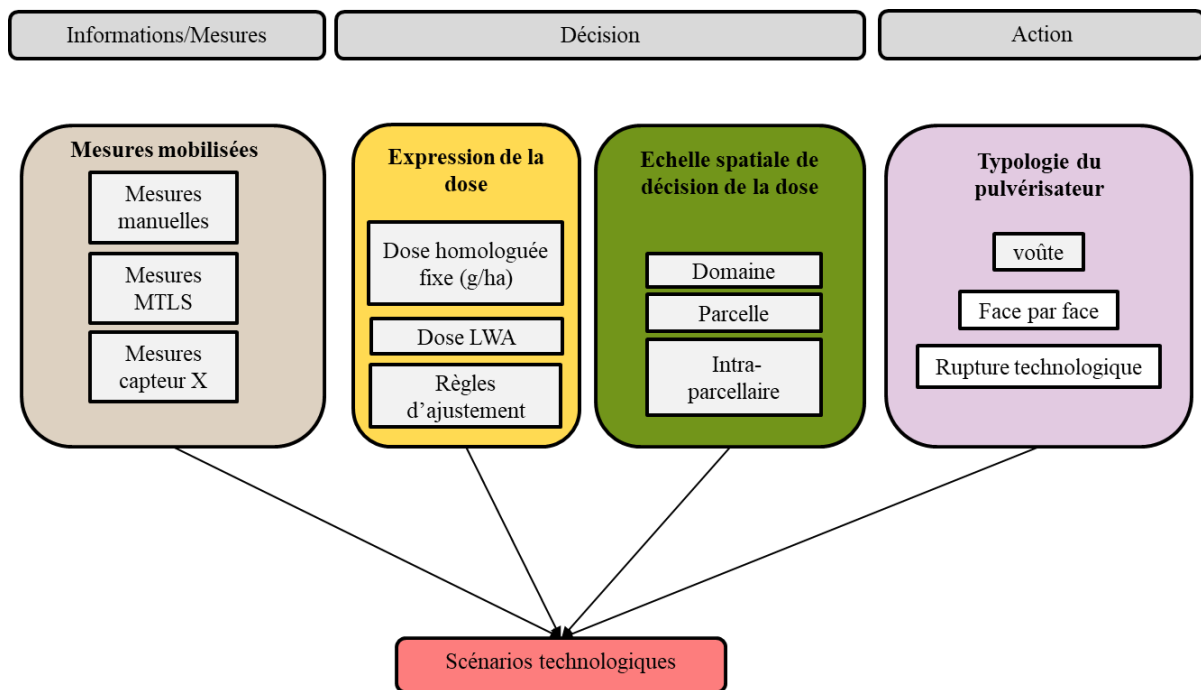 Informations/Mesures
Décision
Action
Mesures mobilisées
Mesures
manuelles
Mesures
MTLS
Mesures
capteur X
Expression de la
dose
Dose homologuée
fixe (g/ha)
Dose LWA
Règles
d'ajustement
Echelle spatiale de
décision de la dose
Domaine
Parcelle
Intra-
parcellaire
Typologie du
pulvérisateur
voûte
Face par face
Rupture technologique
Scénarios technologiques